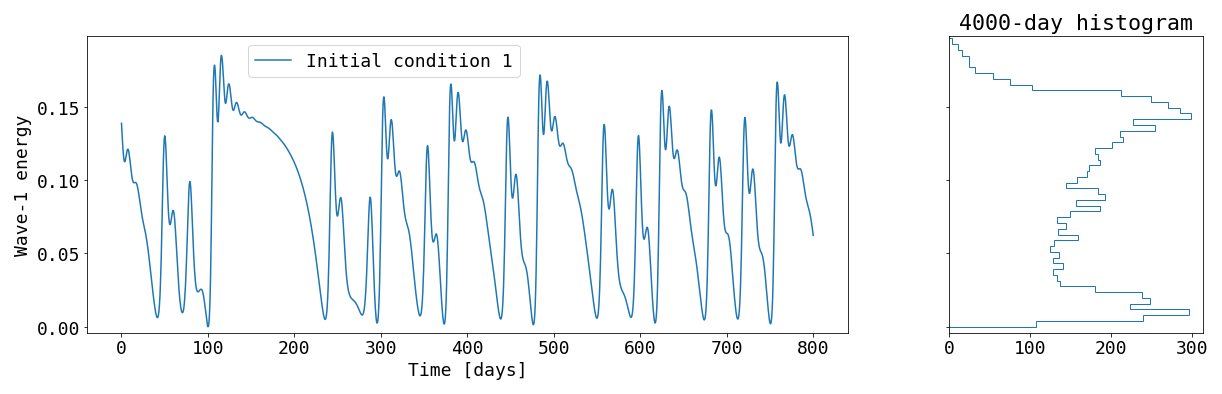 4000-day histogram
Initial condition 1
Wave-1 energy
0.15
0.10
0.05
0.00
0 100 200 300 400 500 600 700 800
Time [days]
0 100 200 300